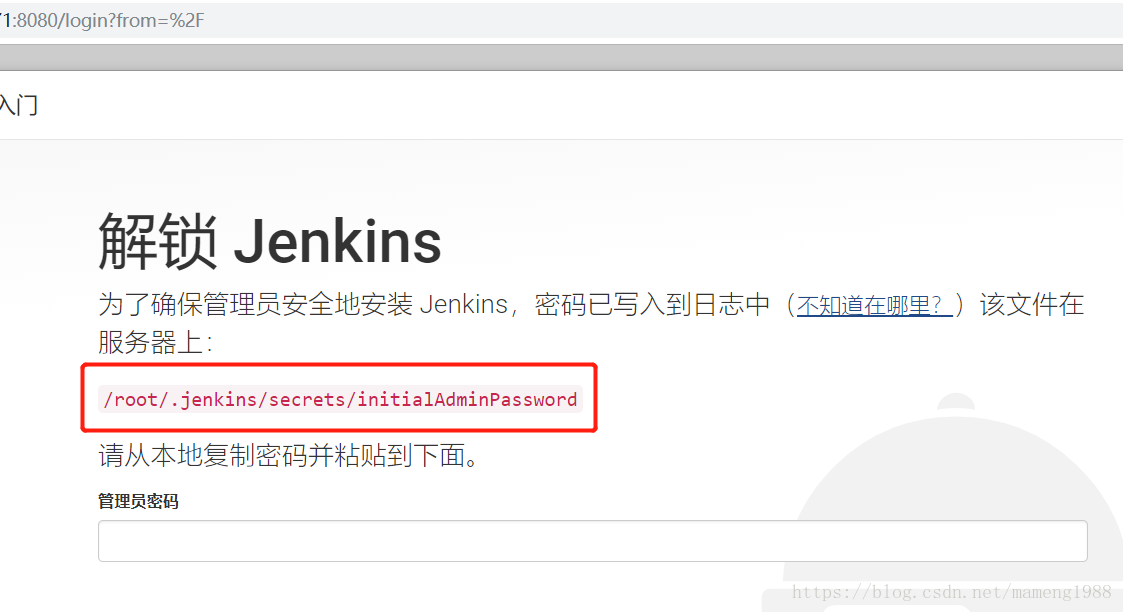 1:8080/login?from=%2F
入门
解锁 Jenkins
为了确保管理员安全地安装 Jenkins，密码已写入到日志中（不知道在哪里？）该文件在
服务器上：
/root/.jenkins/secrets/initialAdminPassword
请从本地复制密码并粘贴到下面。
管理员密码
https://blog.csdn.net/mameng1988